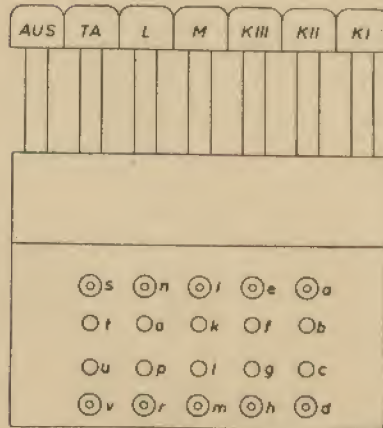 AUS TA L M KIII KII KI
s n i e a
t o k f b
u p l g c
v r m h d